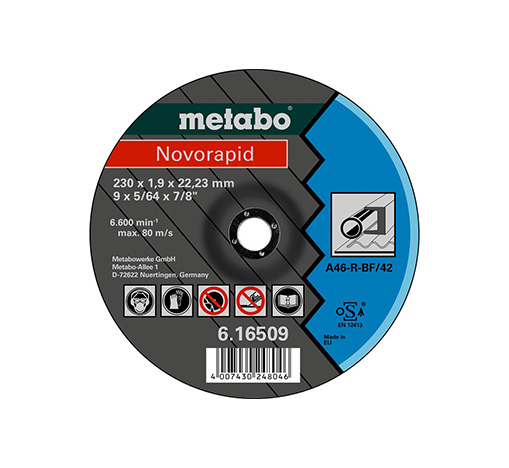 metabo®
Novorapid
230 x 1,9 x 22,23 mm
9 x 5/64 x 7/8"
6.600 min-1
max. 80 m/s
Metabowerke GmbH
Metabo-Allee 1
D-72622 Nuertingen, Germany
A46-R-BF/42
oSa®
EN 12413
Made in
EU
6.16509
4 007430 248046